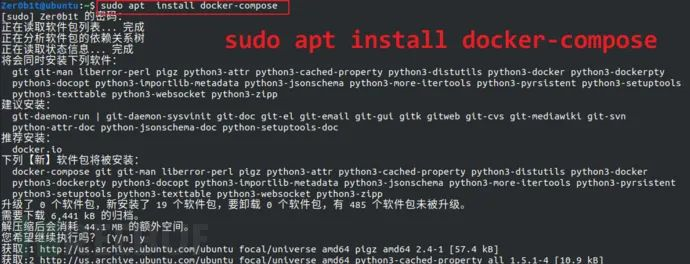 Zer0b1t@ubuntu:~$ sudo apt  install docker-compose
[sudo] Zer0b1t 的密码：
正在读取软件包列表... 完成
正在分析软件包的依赖关系树
正在读取状态信息... 完成
sudo apt install docker-compose
将会同时安装下列软件：
  git git-man liberror-perl pigz python3-attr python3-cached-property python3-distutils python3-docker python3-dockerpty
  python3-docopt python3-importlib-metadata python3-jsonschema python3-more-itertools python3-pyrsistent python3-setuptools
  python3-texttable python3-websocket python3-zipp
建议安装：
  git-daemon-run | git-daemon-sysvinit git-doc git-el git-email git-gui gitk gitweb git-cvs git-mediawiki git-svn
  python-attr-doc python-jsonschema-doc python-setuptools-doc
推荐安装：
  docker.io
下列【新】软件包将被安装：
  docker-compose git git-man liberror-perl pigz python3-attr python3-cached-property python3-distutils python3-docker
  python3-dockerpty python3-docopt python3-importlib-metadata python3-jsonschema python3-more-itertools python3-pyrsistent
  python3-setuptools python3-texttable python3-websocket python3-zipp
升级了 0 个软件包，新安装了 19 个软件包，要卸载 0 个软件包，有 485 个软件包未被升级。
需要下载 6,441 kB 的归档。
解压缩后会消耗 44.1 MB 的额外空间。
您希望继续执行吗？ [Y/n] y
获取:1 http://us.archive.ubuntu.com/ubuntu focal/universe amd64 pigz amd64 2.4-1 [57.4 kB]
获取:2 http://us.archive.ubuntu.com/ubuntu focal/universe amd64 python3-cached-property all 1.5.1-4 [10.9 kB]